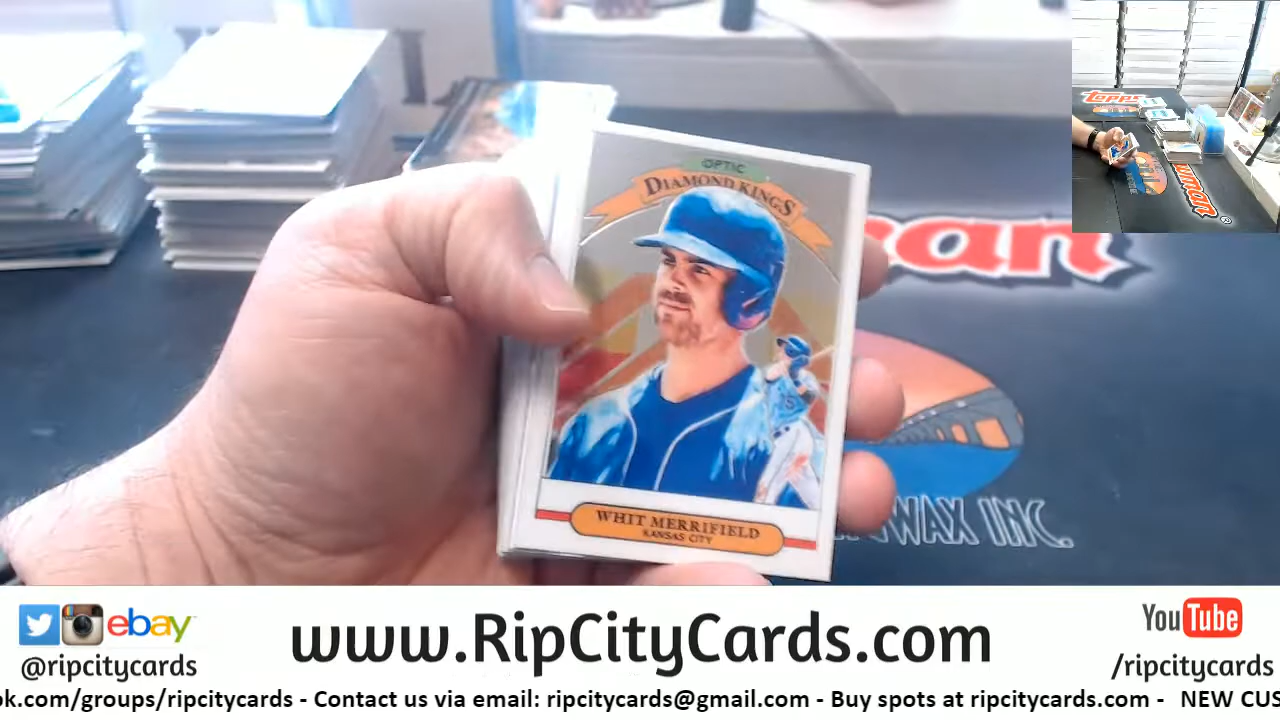 OPTIC
DIAMOND KINGS
WHIT MERRIFIELD
KANSAS CITY
WAX INC.
topps
ebay
@ripcitycards
www.RipCityCards.com
YouTube
/ripcitycards
ok.com/groups/ripcitycards - Contact us via email: ripcitycards@gmail.com - Buy spots at ripcitycards.com - NEW CUS